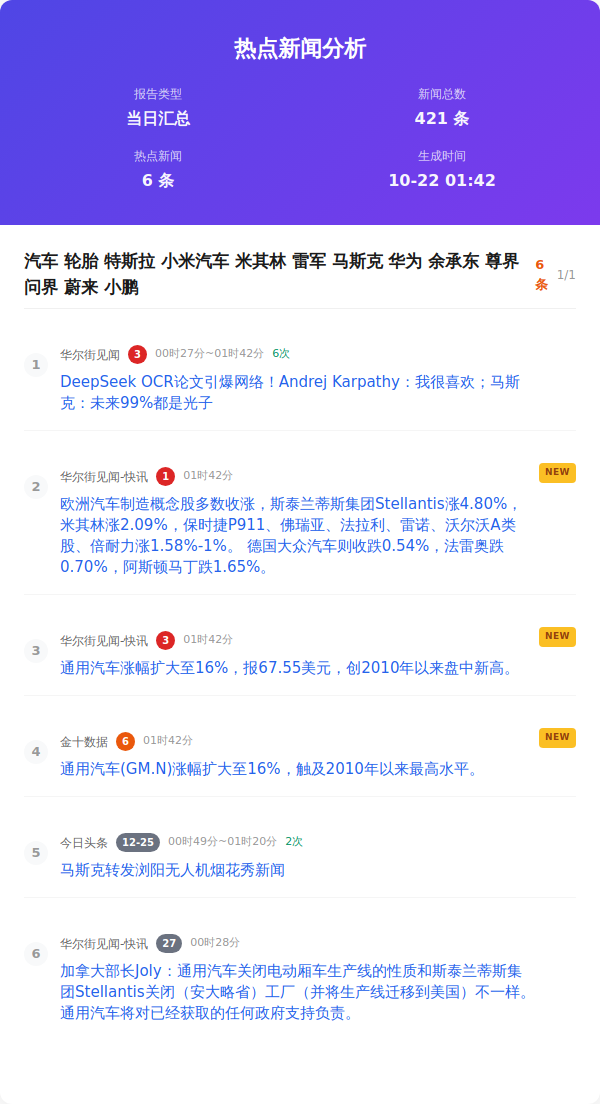 热点新闻分析
报告类型
新闻总数
当日汇总
421 条
热点新闻
生成时间
6 条
10-22 01:42
汽车 轮胎 特斯拉 小米汽车 米其林 雷军 马斯克 华为 余承东 尊界
问界 蔚来 小鹏
6
条
1/1
1
华尔街见闻 3 00时27分~01时42分 6次
DeepSeek OCR论文引爆网络！Andrej Karpathy：我很喜欢；马斯
克：未来99%都是光子
2
华尔街见闻-快讯 1 01时42分
NEW
欧洲汽车制造概念股多数收涨，斯泰兰蒂斯集团Stellantis涨4.80%，
米其林涨2.09%，保时捷P911、佛瑞亚、法拉利、雷诺、沃尔沃A类
股、倍耐力涨1.58%-1%。 德国大众汽车则收跌0.54%，法雷奥跌
0.70%，阿斯顿马丁跌1.65%。
3
华尔街见闻-快讯 3 01时42分
NEW
通用汽车涨幅扩大至16%，报67.55美元，创2010年以来盘中新高。
4
金十数据 6 01时42分
NEW
通用汽车(GM.N)涨幅扩大至16%，触及2010年以来最高水平。
5
今日头条 12-25 00时49分~01时20分 2次
马斯克转发浏阳无人机烟花秀新闻
6
华尔街见闻-快讯 27 00时28分
加拿大部长Joly：通用汽车关闭电动厢车生产线的性质和斯泰兰蒂斯集
团Stellantis关闭（安大略省）工厂（并将生产线迁移到美国）不一样。
通用汽车将对已经获取的任何政府支持负责。